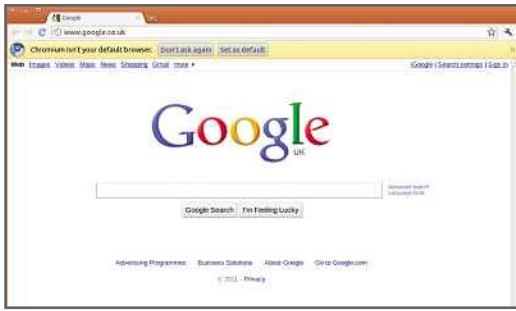 Google
www.google.co.uk
Chromium isn't your default browser. Don't ask again Set as default
Web Images Videos Maps News Shopping Gmail more iGoogle | Search settings | Sign in
Google
UK
Advanced search
Language tools
Google Search I'm Feeling Lucky
Advertising Programmes Business Solutions About Google Go to Google.com
© 2011 - Privacy